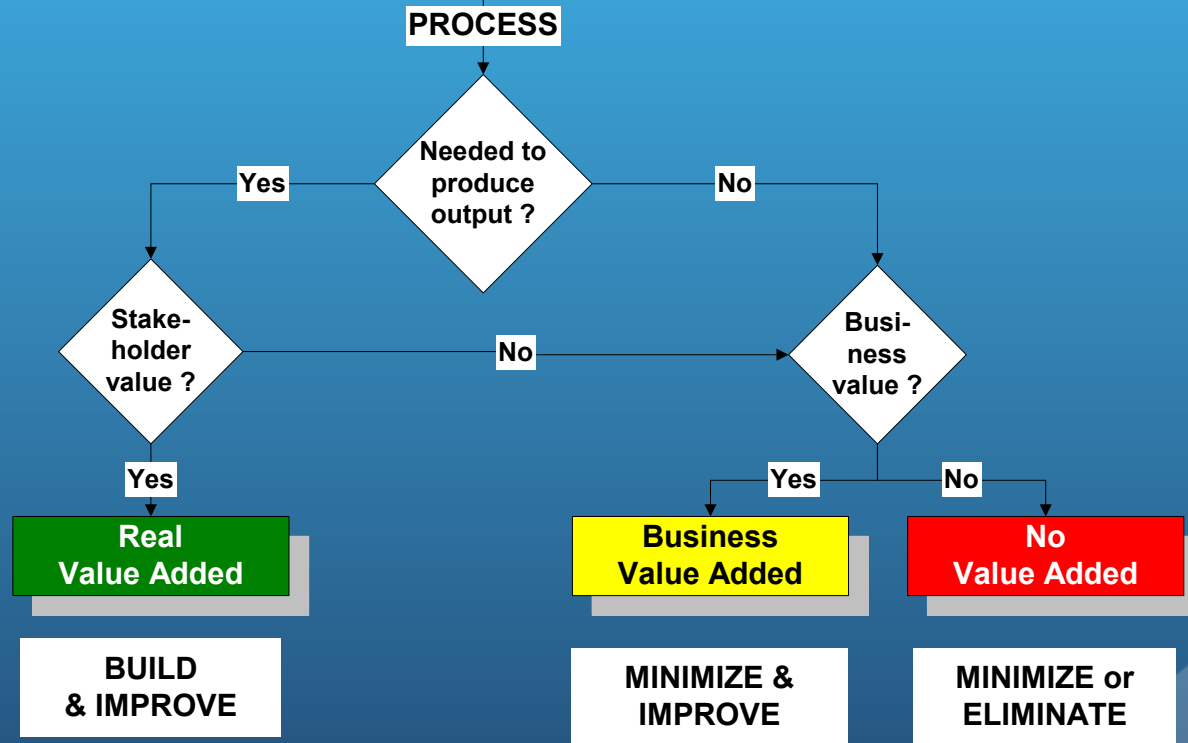 PROCESS
Needed to
produce
output ?
Yes
No
Stake-
holder
value ?
No
Busi-
ness
value ?
Yes
Yes
No
Real
Value Added
Business
Value Added
No
Value Added
BUILD
& IMPROVE
MINIMIZE &
IMPROVE
MINIMIZE or
ELIMINATE